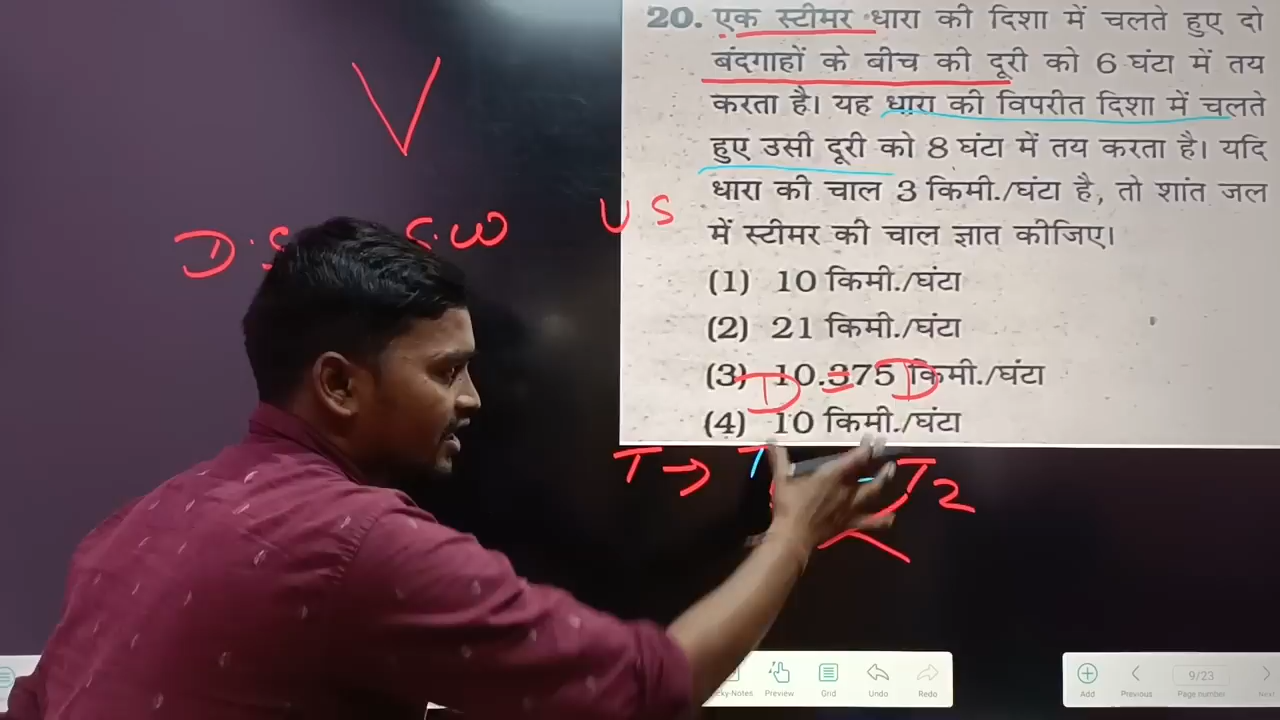 20. एक स्टीमर धारा की दिशा में चलते हुए दो
बंदगाहों के बीच की दूरी को 6 घंटा में तय
करता है। यह धारा की विपरीत दिशा में चलते
हुए उसी दूरी को 8 घंटा में तय करता है। यदि
धारा की चाल 3 किमी./घंटा है, तो शांत जल
में स्टीमर की चाल ज्ञात कीजिए।
(1) 10 किमी./घंटा
(2) 21 किमी./घंटा
(3) 10.375 किमी./घंटा
(4) 10 किमी./घंटा
V
D.S S.W U S
D = D
T → T T2
Sticky-Notes Preview Grid Undo Redo
Add Previous 9/23 Page number Next